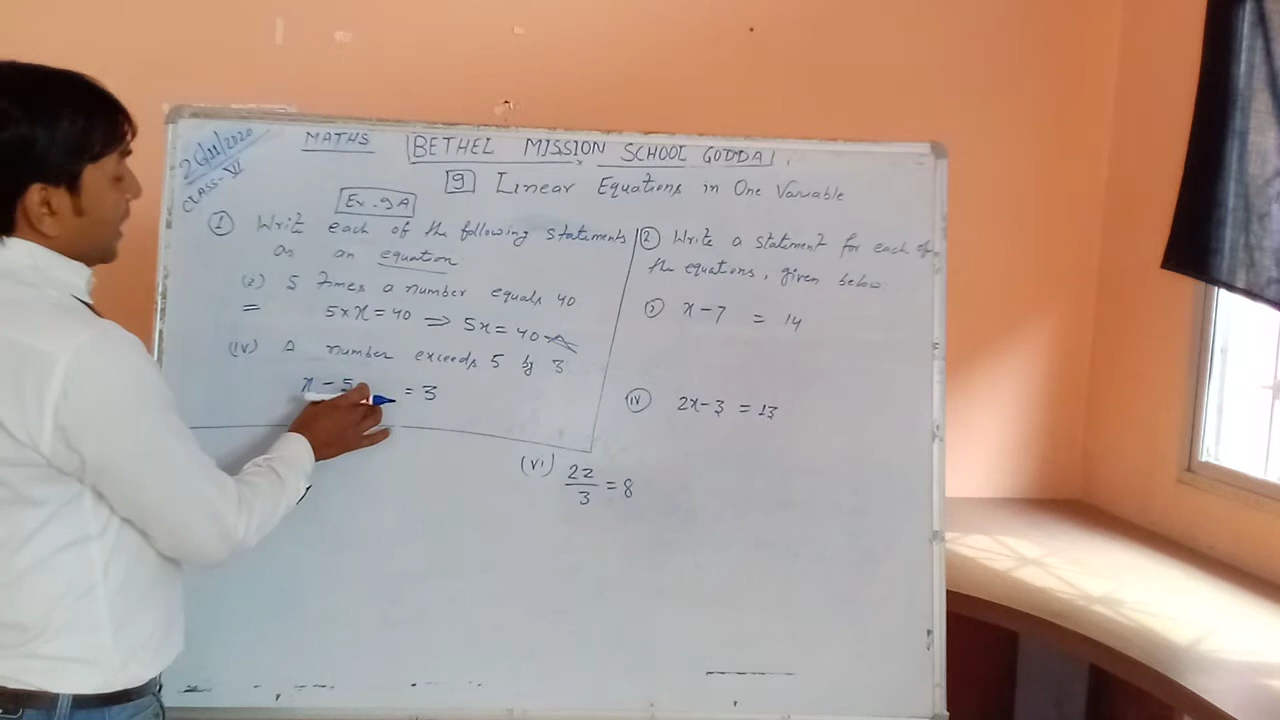 20/11/2020
CLASS-VI
MATHS BETHEL MISSION SCHOOL GODDA
9 Linear Equations in One Variable
Ex. 9A
① Write each of the following statements
as an equation
(i) 5 times a number equals 40
= 5×x = 40 ⇒ 5x = 40
(iv) A number exceeds 5 by 3
x - 5 = 3
② Write a statement for each of
the equations, given below
i) x - 7 = 14
iv) 2x - 3 = 13
(vi) 2z/3 = 8